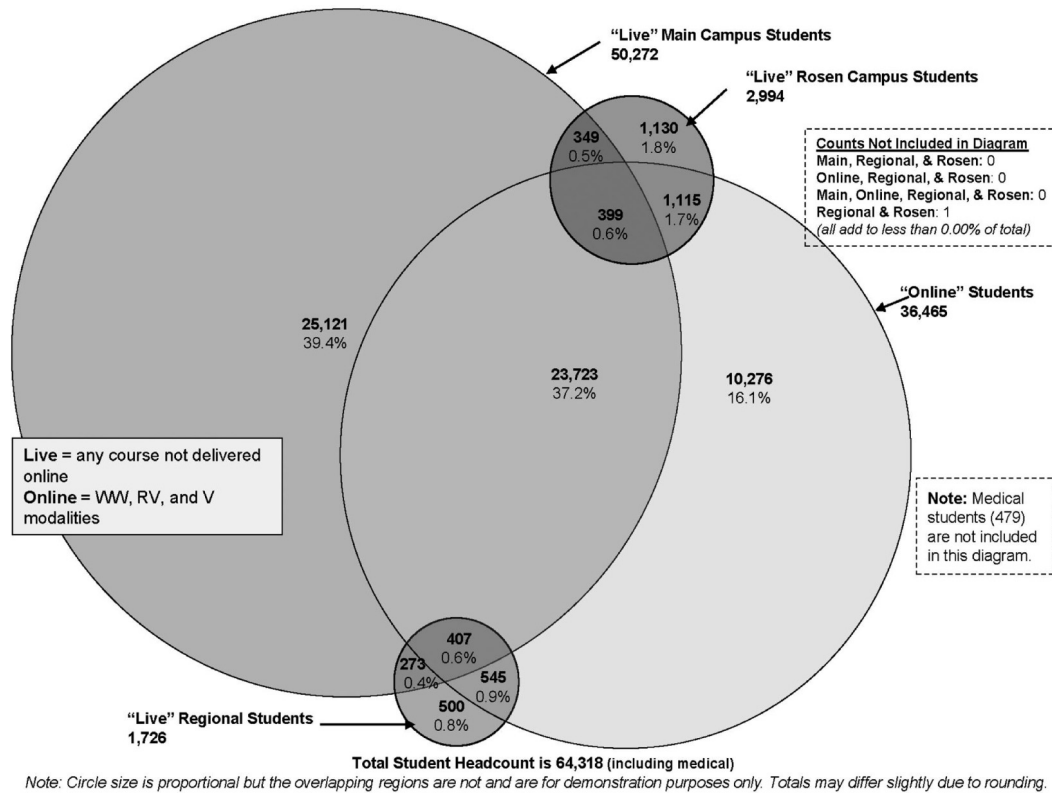 “Live” Main Campus Students
50,272
“Live” Rosen Campus Students
2,994
349
0.5%
1,130
1.8%
Counts Not Included in Diagram
Main, Regional, & Rosen: 0
Online, Regional, & Rosen: 0
Main, Online, Regional, & Rosen: 0
Regional & Rosen: 1
(all add to less than 0.00% of total)
399
0.6%
1,115
1.7%
“Online” Students
36,465
25,121
39.4%
23,723
37.2%
10,276
16.1%
Live = any course not delivered
online
Online = WW, RV, and V
modalities
Note: Medical
students (479)
are not included
in this diagram.
407
0.6%
273
0.4%
545
0.9%
500
0.8%
“Live” Regional Students
1,726
Total Student Headcount is 64,318 (including medical)
Note: Circle size is proportional but the overlapping regions are not and are for demonstration purposes only. Totals may differ slightly due to rounding.